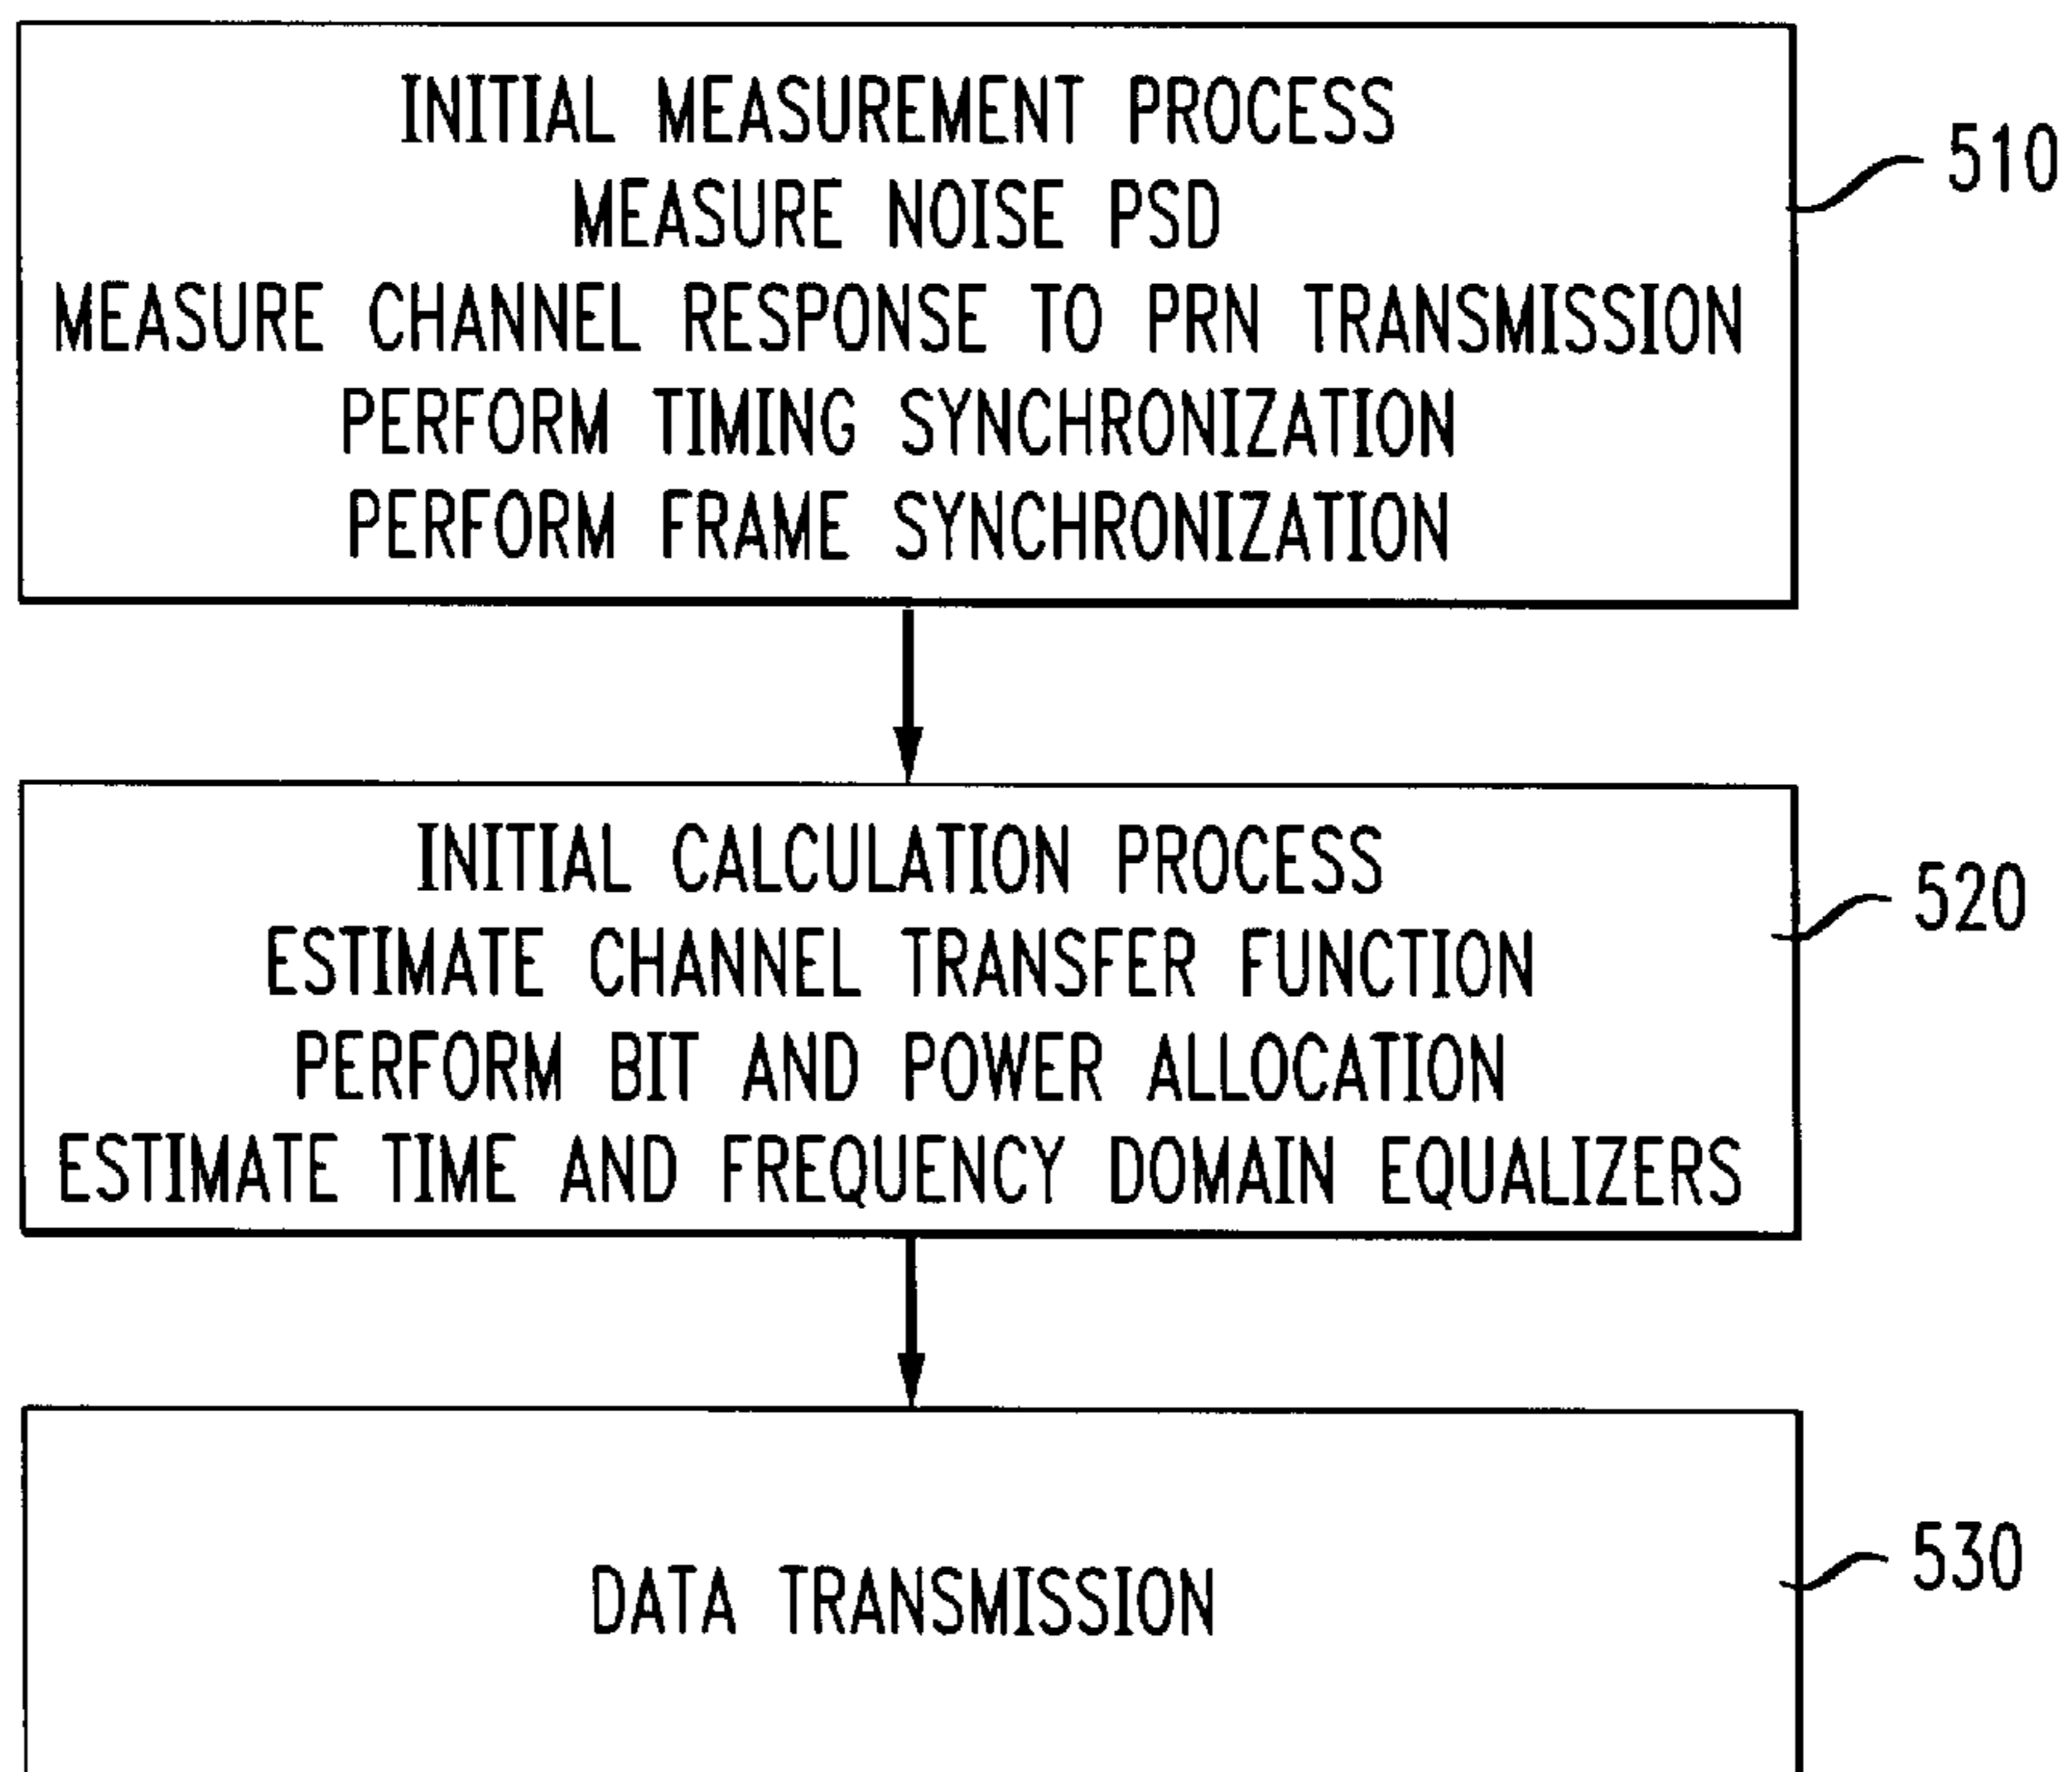 INITIAL MEASUREMENT PROCESS
MEASURE NOISE PSD
MEASURE CHANNEL RESPONSE TO PRN TRANSMISSION
PERFORM TIMING SYNCHRONIZATION
PERFORM FRAME SYNCHRONIZATION
510
INITIAL CALCULATION PROCESS
ESTIMATE CHANNEL TRANSFER FUNCTION
PERFORM BIT AND POWER ALLOCATION
ESTIMATE TIME AND FREQUENCY DOMAIN EQUALIZERS
520
DATA TRANSMISSION
530